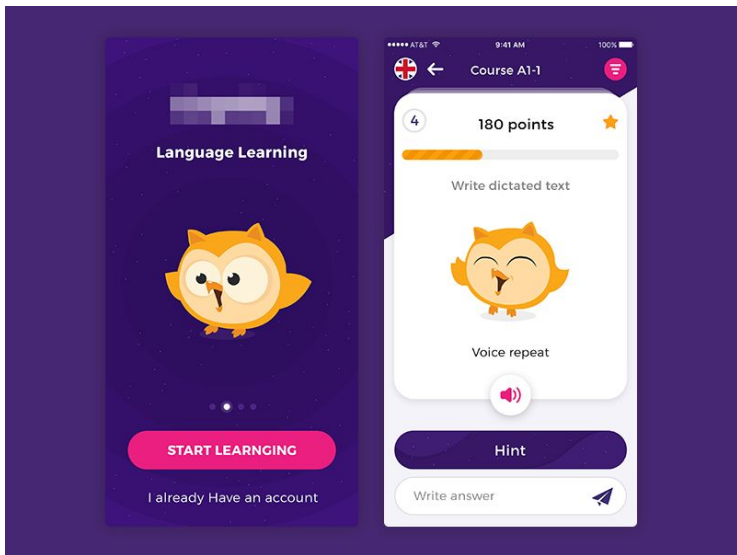 Language Learning
START LEARNGING
I already Have an account
AT&T 9:41 AM 100%
Course A1-1
4
180 points
Write dictated text
Voice repeat
Hint
Write answer